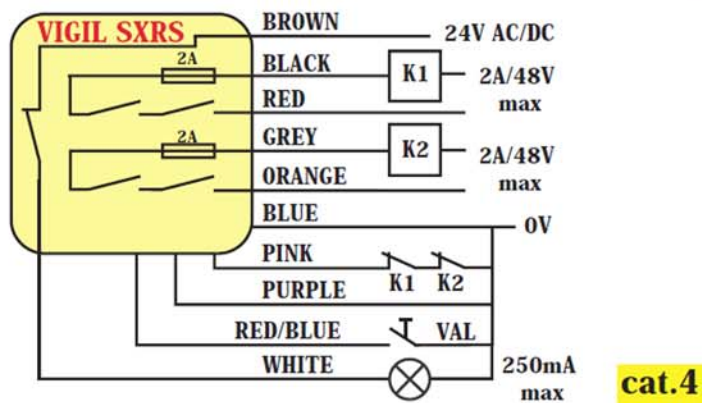 VIGIL SXRS
BROWN
24V AC/DC
2A
BLACK
K1
2A/48V
max
RED
2A
GREY
K2
2A/48V
max
ORANGE
BLUE
0V
PINK
K1
K2
PURPLE
RED/BLUE
VAL
WHITE
250mA
max
cat.4